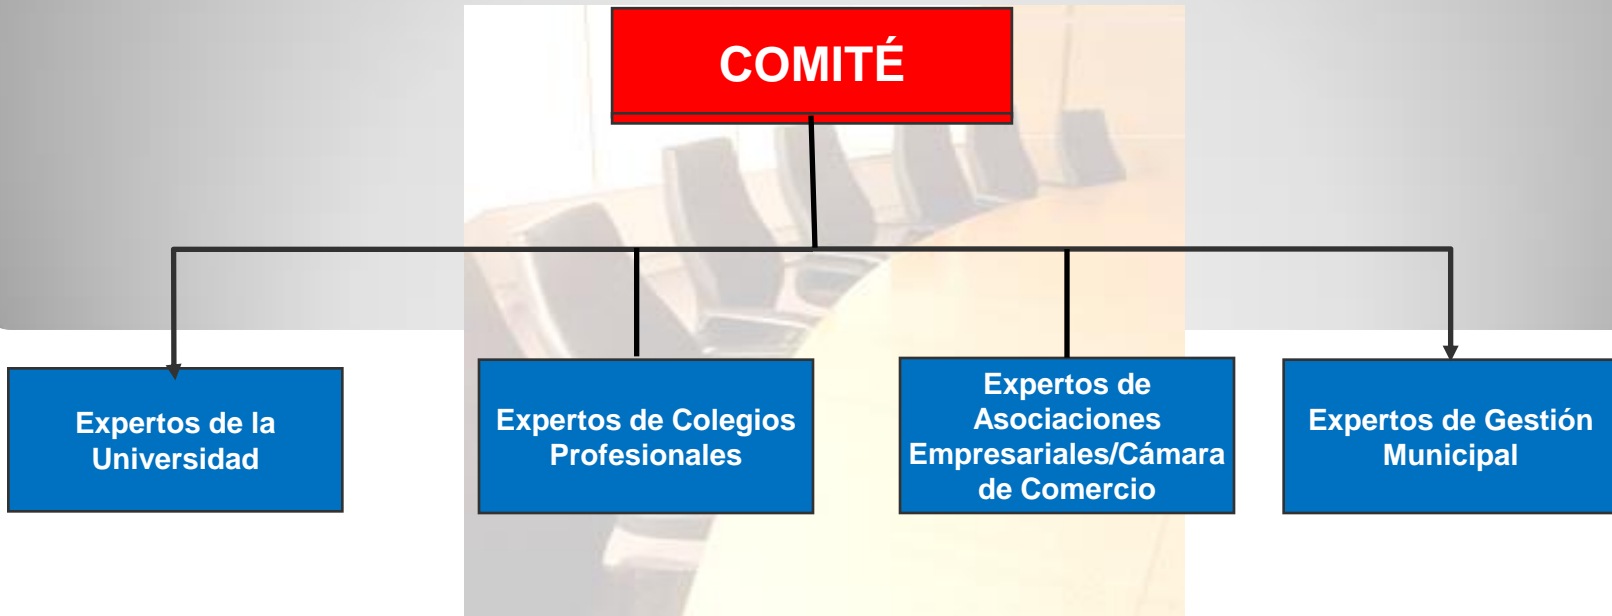 COMITÉ
Expertos de la
Universidad
Expertos de Colegios
Profesionales
Expertos de
Asociaciones
Empresariales/Cámara
de Comercio
Expertos de Gestión
Municipal